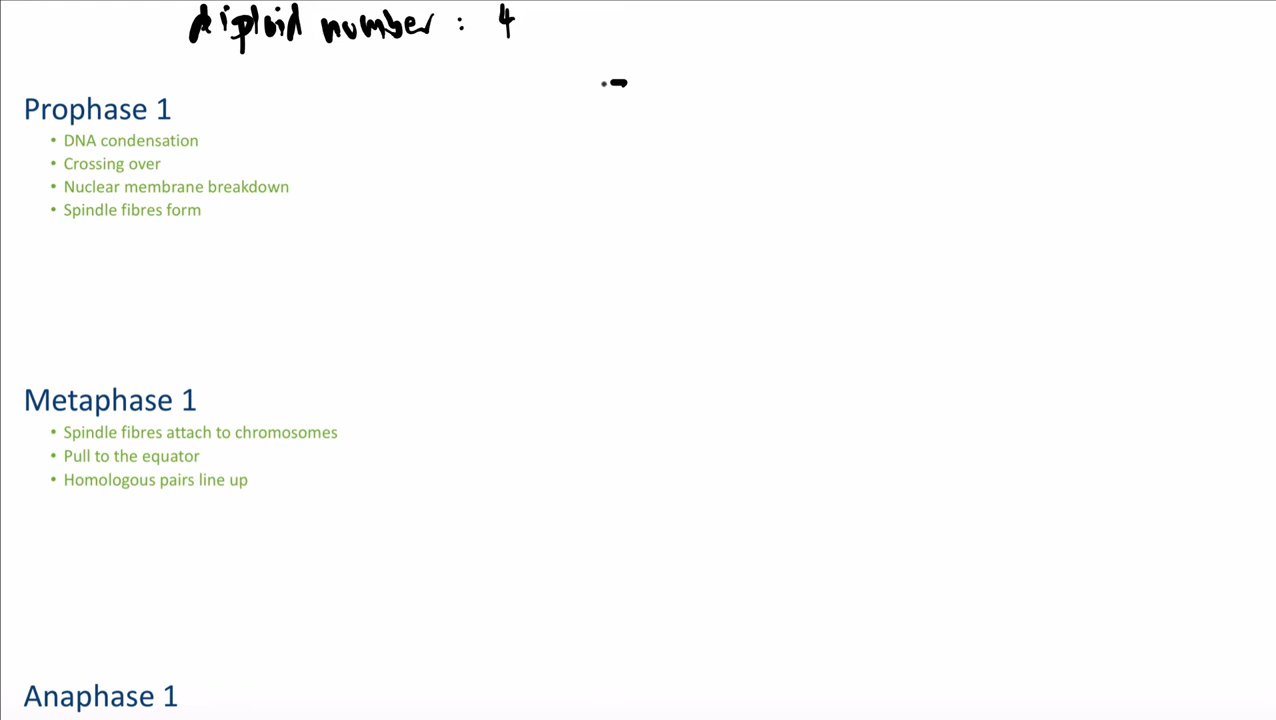 diploid number : 4
Prophase 1
• DNA condensation
• Crossing over
• Nuclear membrane breakdown
• Spindle fibres form
Metaphase 1
• Spindle fibres attach to chromosomes
• Pull to the equator
• Homologous pairs line up
Anaphase 1